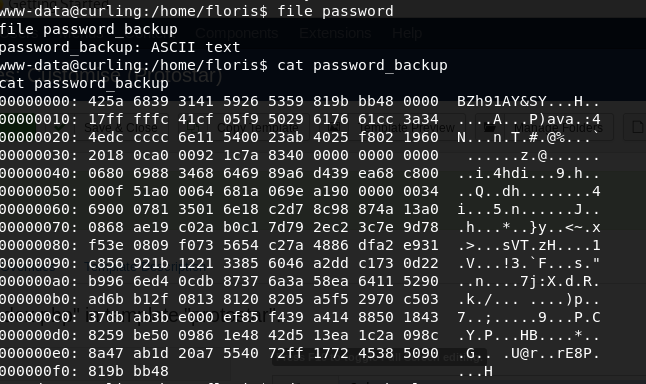 www-data@curling:/home/floris$ file password
file password_backup
password_backup: ASCII text
www-data@curling:/home/floris$ cat password_backup
cat password_backup
00000000: 425a 6839 3141 5926 5359 819b bb48 0000  BZh91AY&SY...H..
00000010: 17ff fffc 41cf 05f9 5029 6176 61cc 3a34  ....A...P)ava.:4
00000020: 4edc cccc 6e11 5400 23ab 4025 f802 1960  N...n.T.#.@%...`
00000030: 2018 0ca0 0092 1c7a 8340 0000 0000 0000   ......z.@......
00000040: 0680 6988 3468 6469 89a6 d439 ea68 c800  ..i.4hdi...9.h..
00000050: 000f 51a0 0064 681a 069e a190 0000 0034  ..Q..dh........4
00000060: 6900 0781 3501 6e18 c2d7 8c98 874a 13a0  i...5.n......J..
00000070: 0868 ae19 c02a b0c1 7d79 2ec2 3c7e 9d78  .h...*..}y..<~.x
00000080: f53e 0809 f073 5654 c27a 4886 dfa2 e931  .>...sVT.zH....1
00000090: c856 921b 1221 3385 6046 a2dd c173 0d22  .V...!3.`F...s."
000000a0: b996 6ed4 0cdb 8737 6a3a 58ea 6411 5290  ..n....7j:X.d.R.
000000b0: ad6b b12f 0813 8120 8205 a5f5 2970 c503  .k./... ....)p..
000000c0: 37db ab3b e000 ef85 f439 a414 8850 1843  7..;.....9...P.C
000000d0: 8259 be50 0986 1e48 42d5 13ea 1c2a 098c  .Y.P...HB....*..
000000e0: 8a47 ab1d 20a7 5540 72ff 1772 4538 5090  .G.. .U@r..rE8P.
000000f0: 819b bb48                                ...H